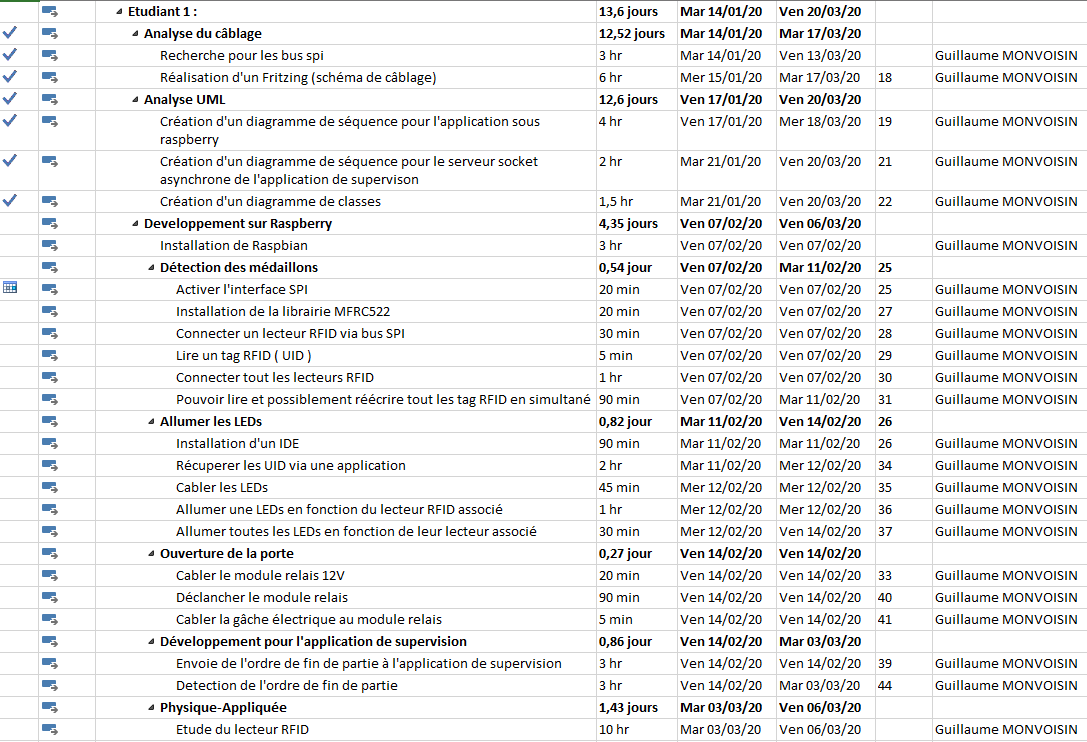 Etudiant 1 : 13,6 jours Mar 14/01/20 Ven 20/03/20
Analyse du câblage 12,52 jours Mar 14/01/20 Mar 17/03/20
Recherche pour les bus spi 3 hr Mar 14/01/20 Ven 13/03/20 Guillaume MONVOISIN
Réalisation d'un Fritzing (schéma de câblage) 6 hr Mer 15/01/20 Mar 17/03/20 18 Guillaume MONVOISIN
Analyse UML 12,6 jours Ven 17/01/20 Ven 20/03/20
Création d'un diagramme de séquence pour l'application sous 4 hr Ven 17/01/20 Mer 18/03/20 19 Guillaume MONVOISIN
raspberry
Création d'un diagramme de séquence pour le serveur socket 2 hr Mar 21/01/20 Ven 20/03/20 21 Guillaume MONVOISIN
asynchrone de l'application de supervison
Création d'un diagramme de classes 1,5 hr Mar 21/01/20 Ven 20/03/20 22 Guillaume MONVOISIN
Developpement sur Raspberry 4,35 jours Ven 07/02/20 Ven 06/03/20
Installation de Raspbian 3 hr Ven 07/02/20 Ven 07/02/20 Guillaume MONVOISIN
Détection des médaillons 0,54 jour Ven 07/02/20 Mar 11/02/20 25
Activer l'interface SPI 20 min Ven 07/02/20 Ven 07/02/20 25 Guillaume MONVOISIN
Installation de la librairie MFRC522 20 min Ven 07/02/20 Ven 07/02/20 27 Guillaume MONVOISIN
Connecter un lecteur RFID via bus SPI 30 min Ven 07/02/20 Ven 07/02/20 28 Guillaume MONVOISIN
Lire un tag RFID ( UID ) 5 min Ven 07/02/20 Ven 07/02/20 29 Guillaume MONVOISIN
Connecter tout les lecteurs RFID 1 hr Ven 07/02/20 Ven 07/02/20 30 Guillaume MONVOISIN
Pouvoir lire et possiblement réécrire tout les tag RFID en simultané 90 min Ven 07/02/20 Mar 11/02/20 31 Guillaume MONVOISIN
Allumer les LEDs 0,82 jour Mar 11/02/20 Ven 14/02/20 26
Installation d'un IDE 90 min Mar 11/02/20 Mar 11/02/20 26 Guillaume MONVOISIN
Récuperer les UID via une application 2 hr Mar 11/02/20 Mer 12/02/20 34 Guillaume MONVOISIN
Cabler les LEDs 45 min Mer 12/02/20 Mer 12/02/20 35 Guillaume MONVOISIN
Allumer une LEDs en fonction du lecteur RFID associé 1 hr Mer 12/02/20 Mer 12/02/20 36 Guillaume MONVOISIN
Allumer toutes les LEDs en fonction de leur lecteur associé 30 min Mer 12/02/20 Ven 14/02/20 37 Guillaume MONVOISIN
Ouverture de la porte 0,27 jour Ven 14/02/20 Ven 14/02/20
Cabler le module relais 12V 20 min Ven 14/02/20 Ven 14/02/20 33 Guillaume MONVOISIN
Déclancher le module relais 90 min Ven 14/02/20 Ven 14/02/20 40 Guillaume MONVOISIN
Cabler la gâche électrique au module relais 5 min Ven 14/02/20 Ven 14/02/20 41 Guillaume MONVOISIN
Développement pour l'application de supervision 0,86 jour Ven 14/02/20 Mar 03/03/20
Envoie de l'ordre de fin de partie à l'application de supervision 3 hr Ven 14/02/20 Ven 14/02/20 39 Guillaume MONVOISIN
Detection de l'ordre de fin de partie 3 hr Ven 14/02/20 Mar 03/03/20 44 Guillaume MONVOISIN
Physique-Appliquée 1,43 jours Mar 03/03/20 Ven 06/03/20
Etude du lecteur RFID 10 hr Mar 03/03/20 Ven 06/03/20 Guillaume MONVOISIN